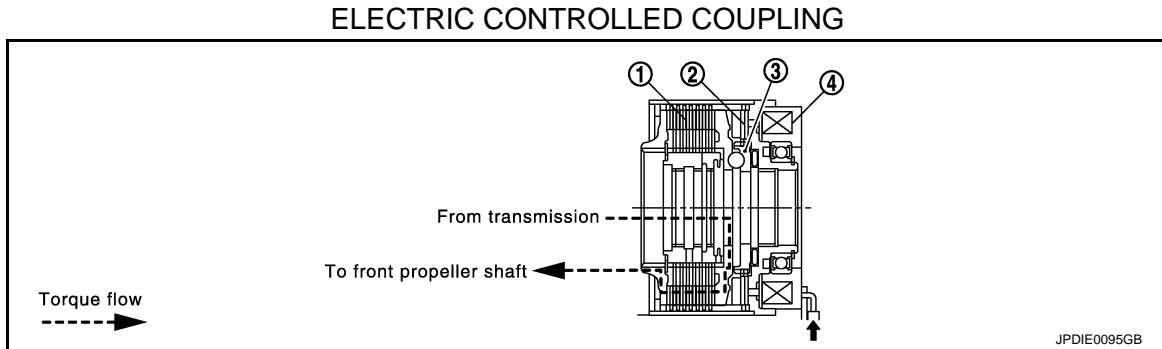 ELECTRIC CONTROLLED COUPLING
① ② ③ ④
From transmission
To front propeller shaft
Torque flow
JPDIE0095GB